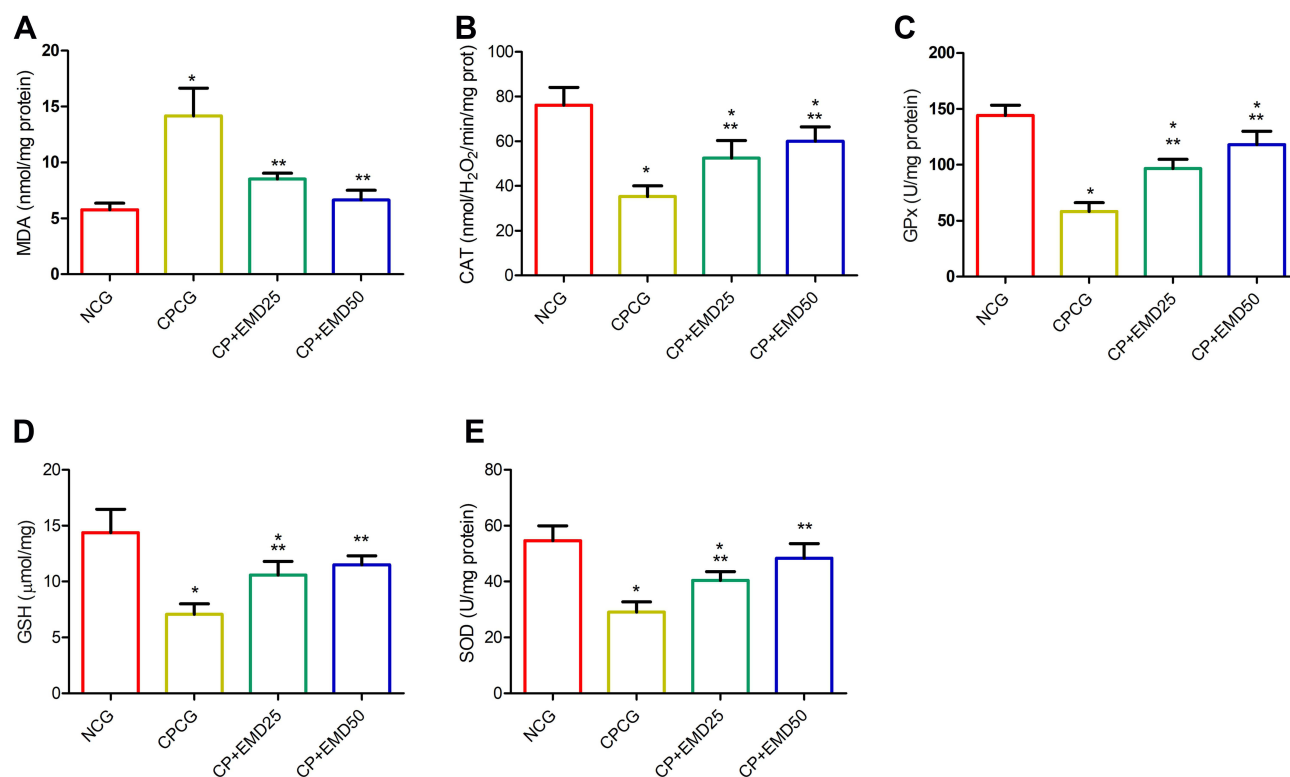 A
MDA (nmol/mg protein)
20
15
10
5
0
*
**
**
NCG
CPCG
CP+EMD25
CP+EMD50
B
CAT (nmol/H₂O₂/min/mg prot)
100
80
60
40
20
0
*
*
**
*
**
NCG
CPCG
CP+EMD25
CP+EMD50
C
GPx (U/mg protein)
200
150
100
50
0
*
*
**
*
**
NCG
CPCG
CP+EMD25
CP+EMD50
D
GSH (μmol/mg)
20
15
10
5
0
*
*
**
**
NCG
CPCG
CP+EMD25
CP+EMD50
E
SOD (U/mg protein)
80
60
40
20
0
*
*
**
**
NCG
CPCG
CP+EMD25
CP+EMD50